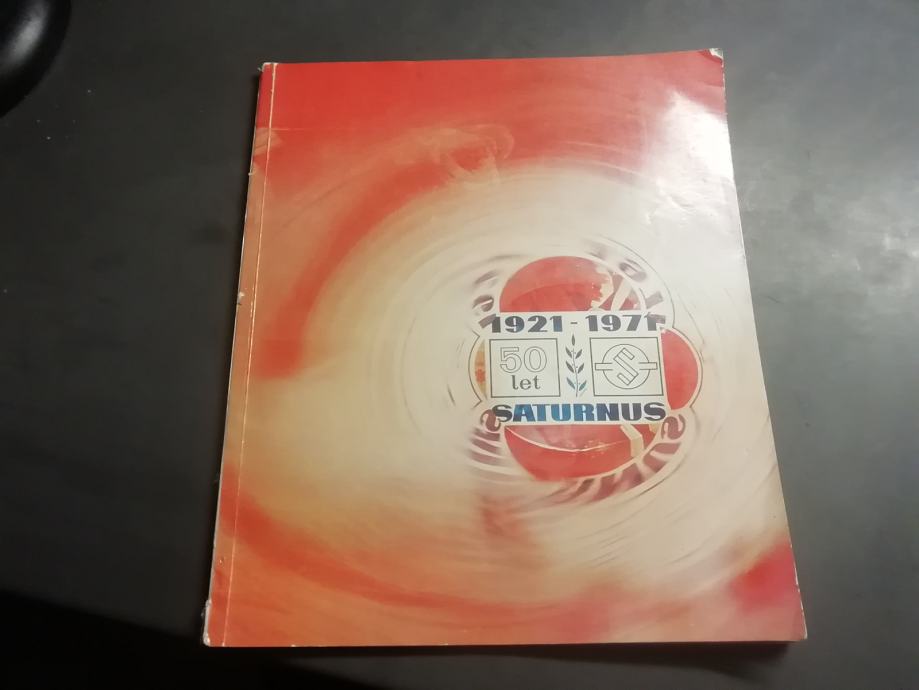 1921 - 1971
50
let
SATURNUS